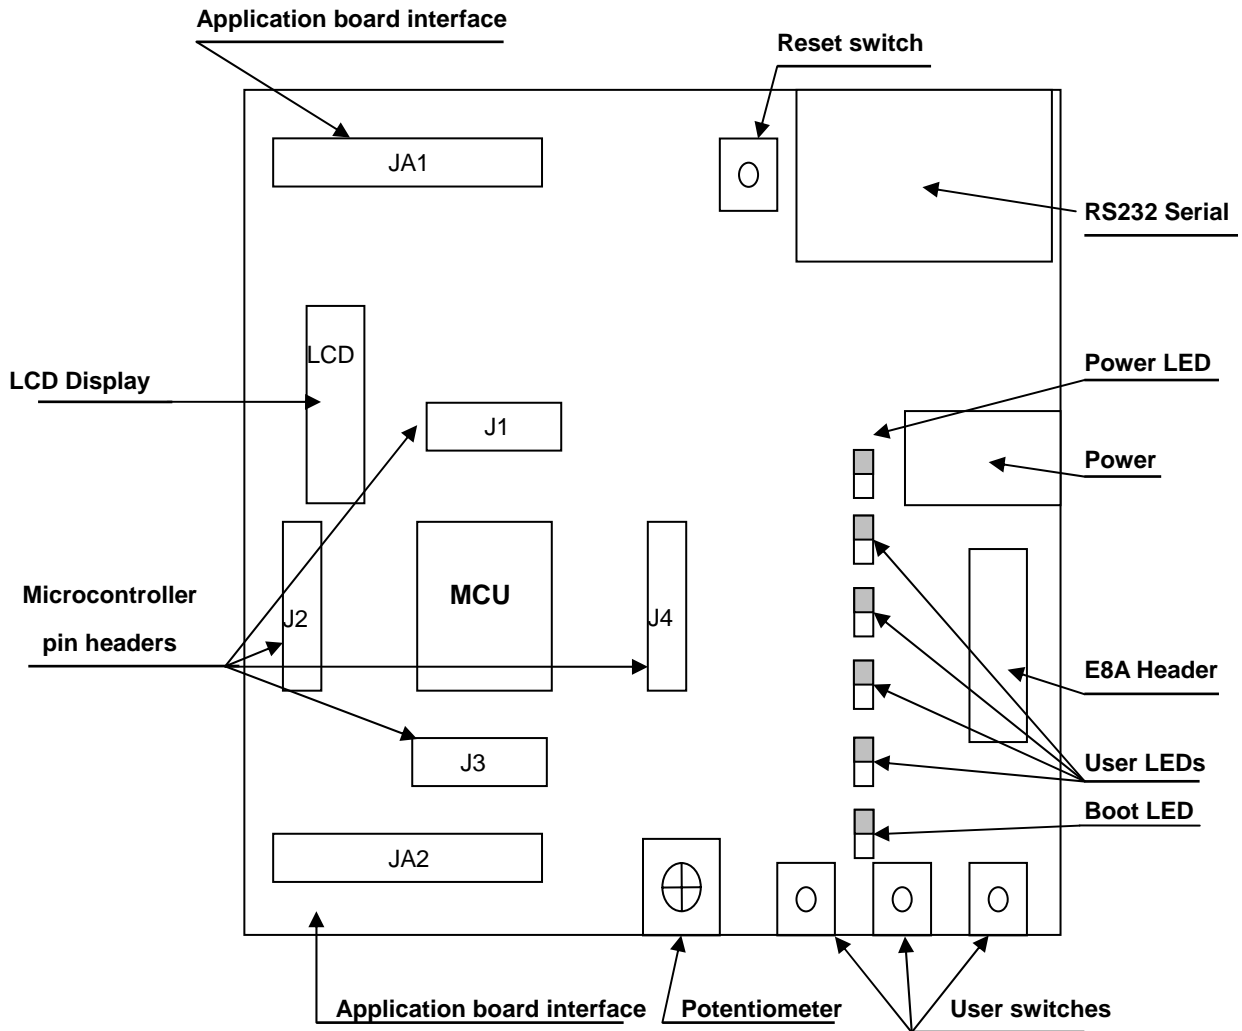 Application board interface
Reset switch
JA1
RS232 Serial
LCD
Power LED
LCD Display
J1
Power
Microcontroller
pin headers
J2
MCU
J4
E8A Header
J3
User LEDs
Boot LED
JA2
Application board interface
Potentiometer
User switches